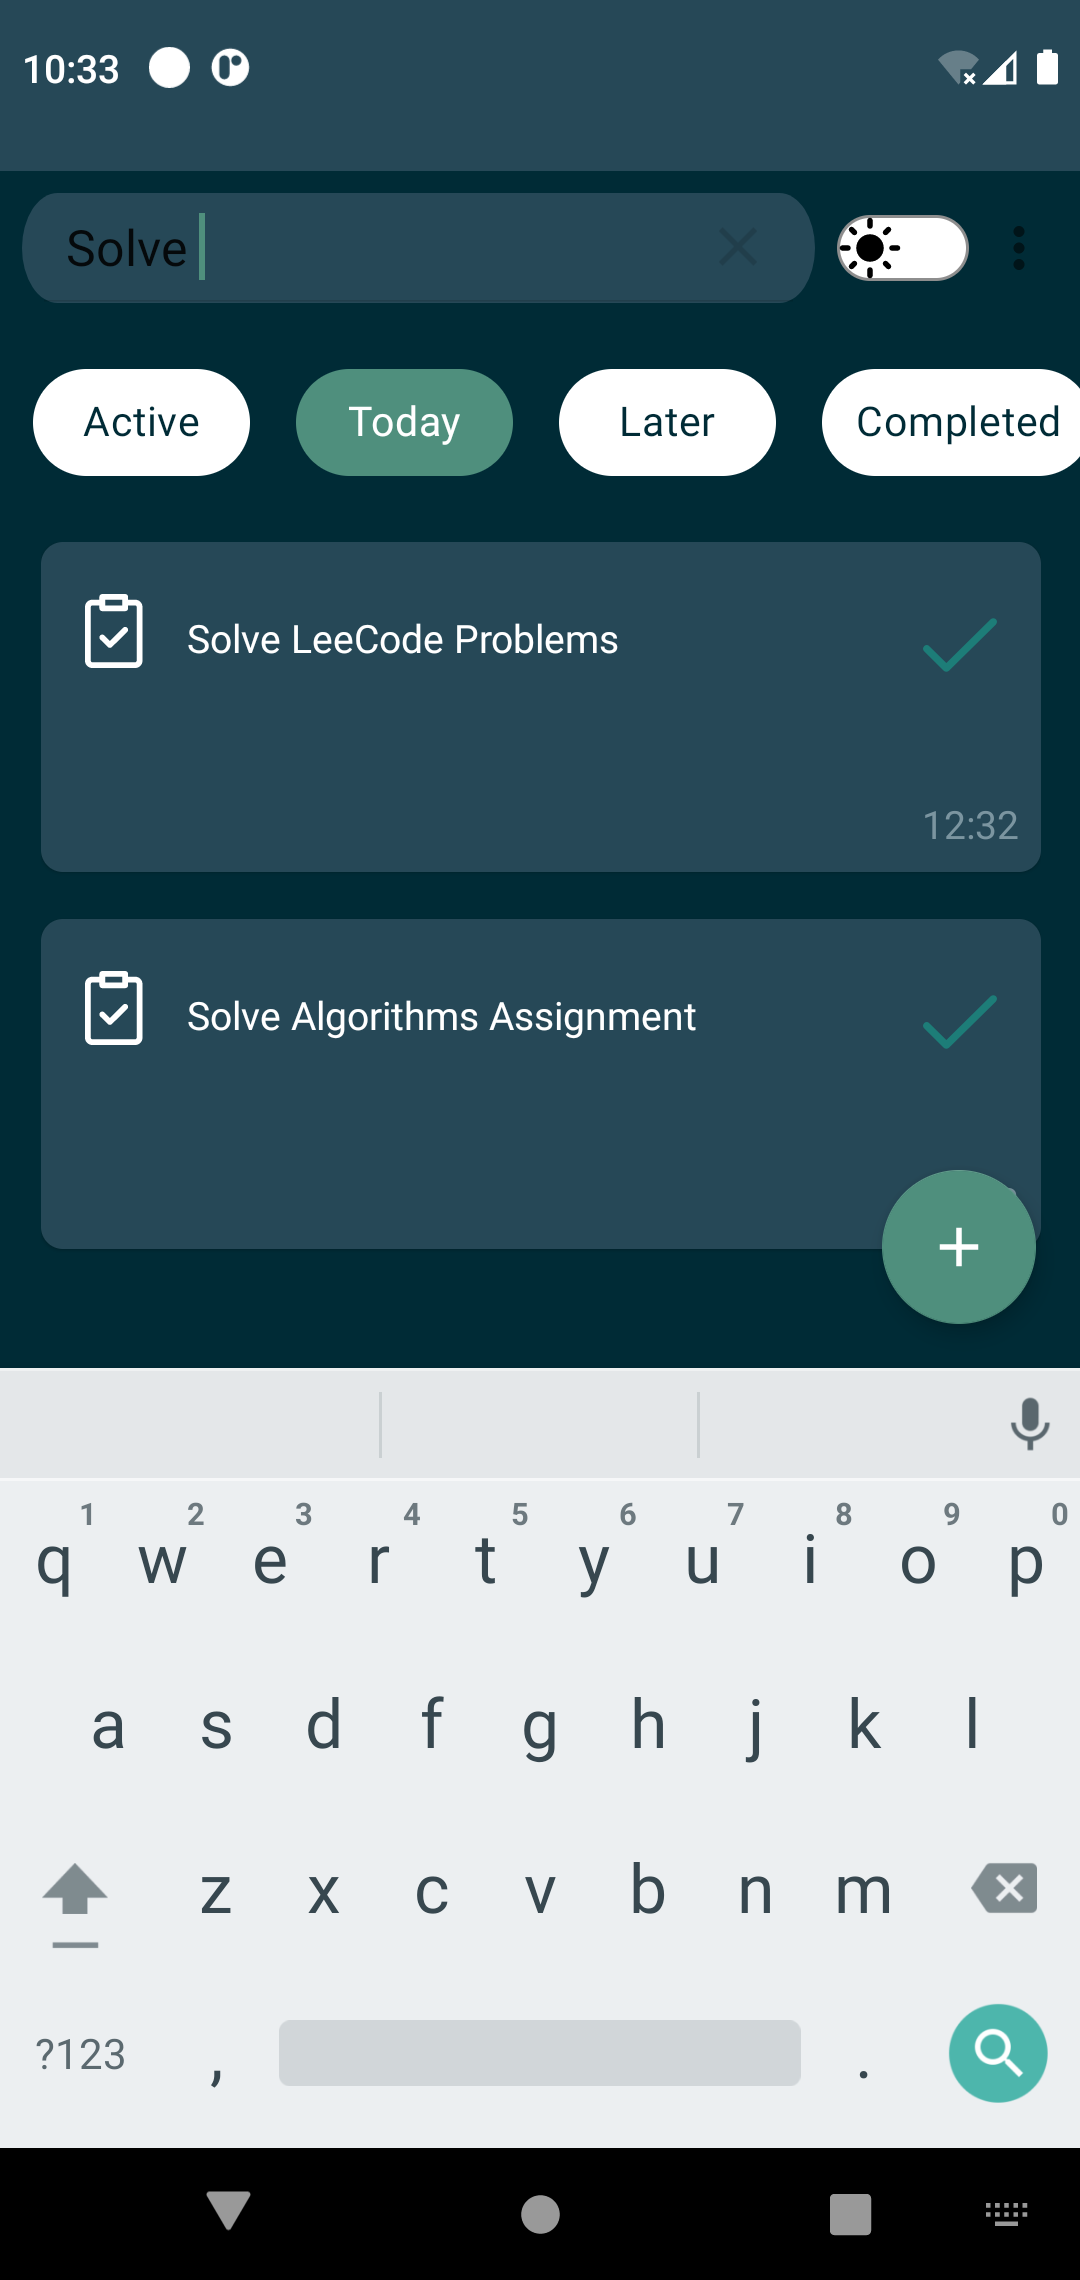 10:33
Solve
Active Today Later Completed
Solve LeeCode Problems
12:32
Solve Algorithms Assignment
1 2 3 4 5 6 7 8 9 0
q w e r t y u i o p
a s d f g h j k l
z x c v b n m
?123 , .